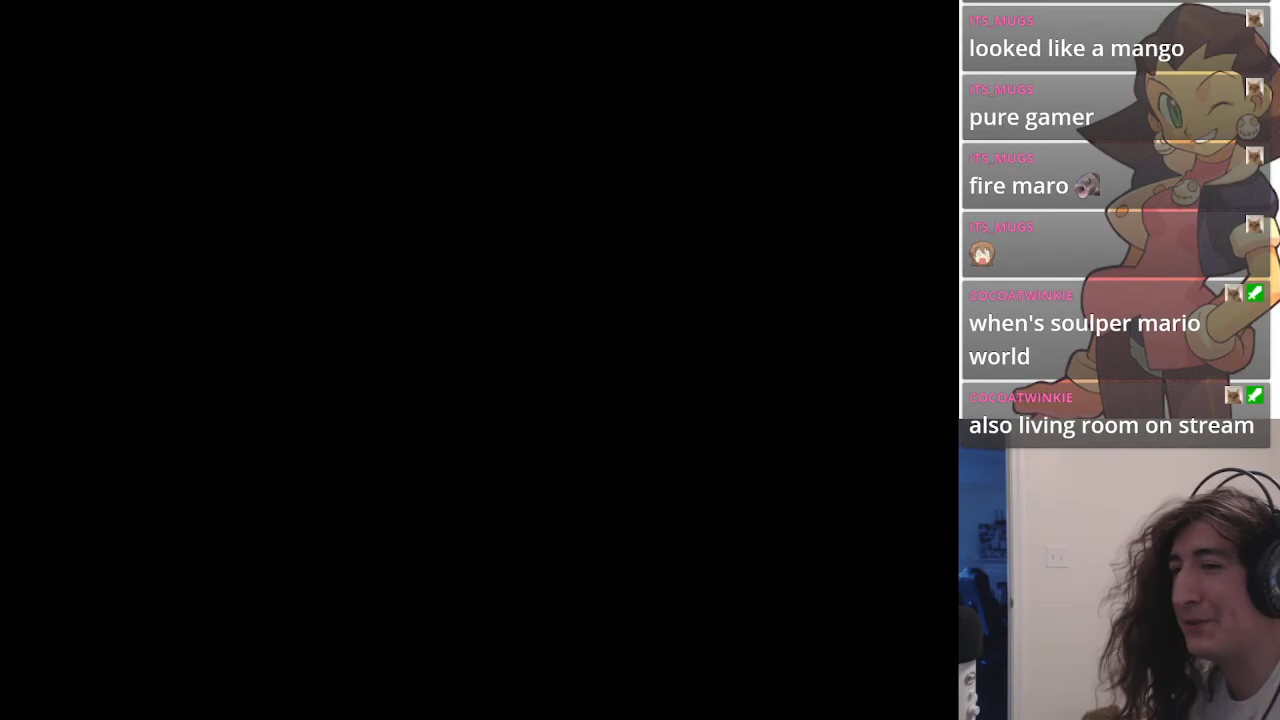 ITS_MUGS
looked like a mango
ITS_MUGS
pure gamer
ITS_MUGS
fire maro
ITS_MUGS
COCOATWINKIE
when's soulper mario
world
COCOATWINKIE
also living room on stream